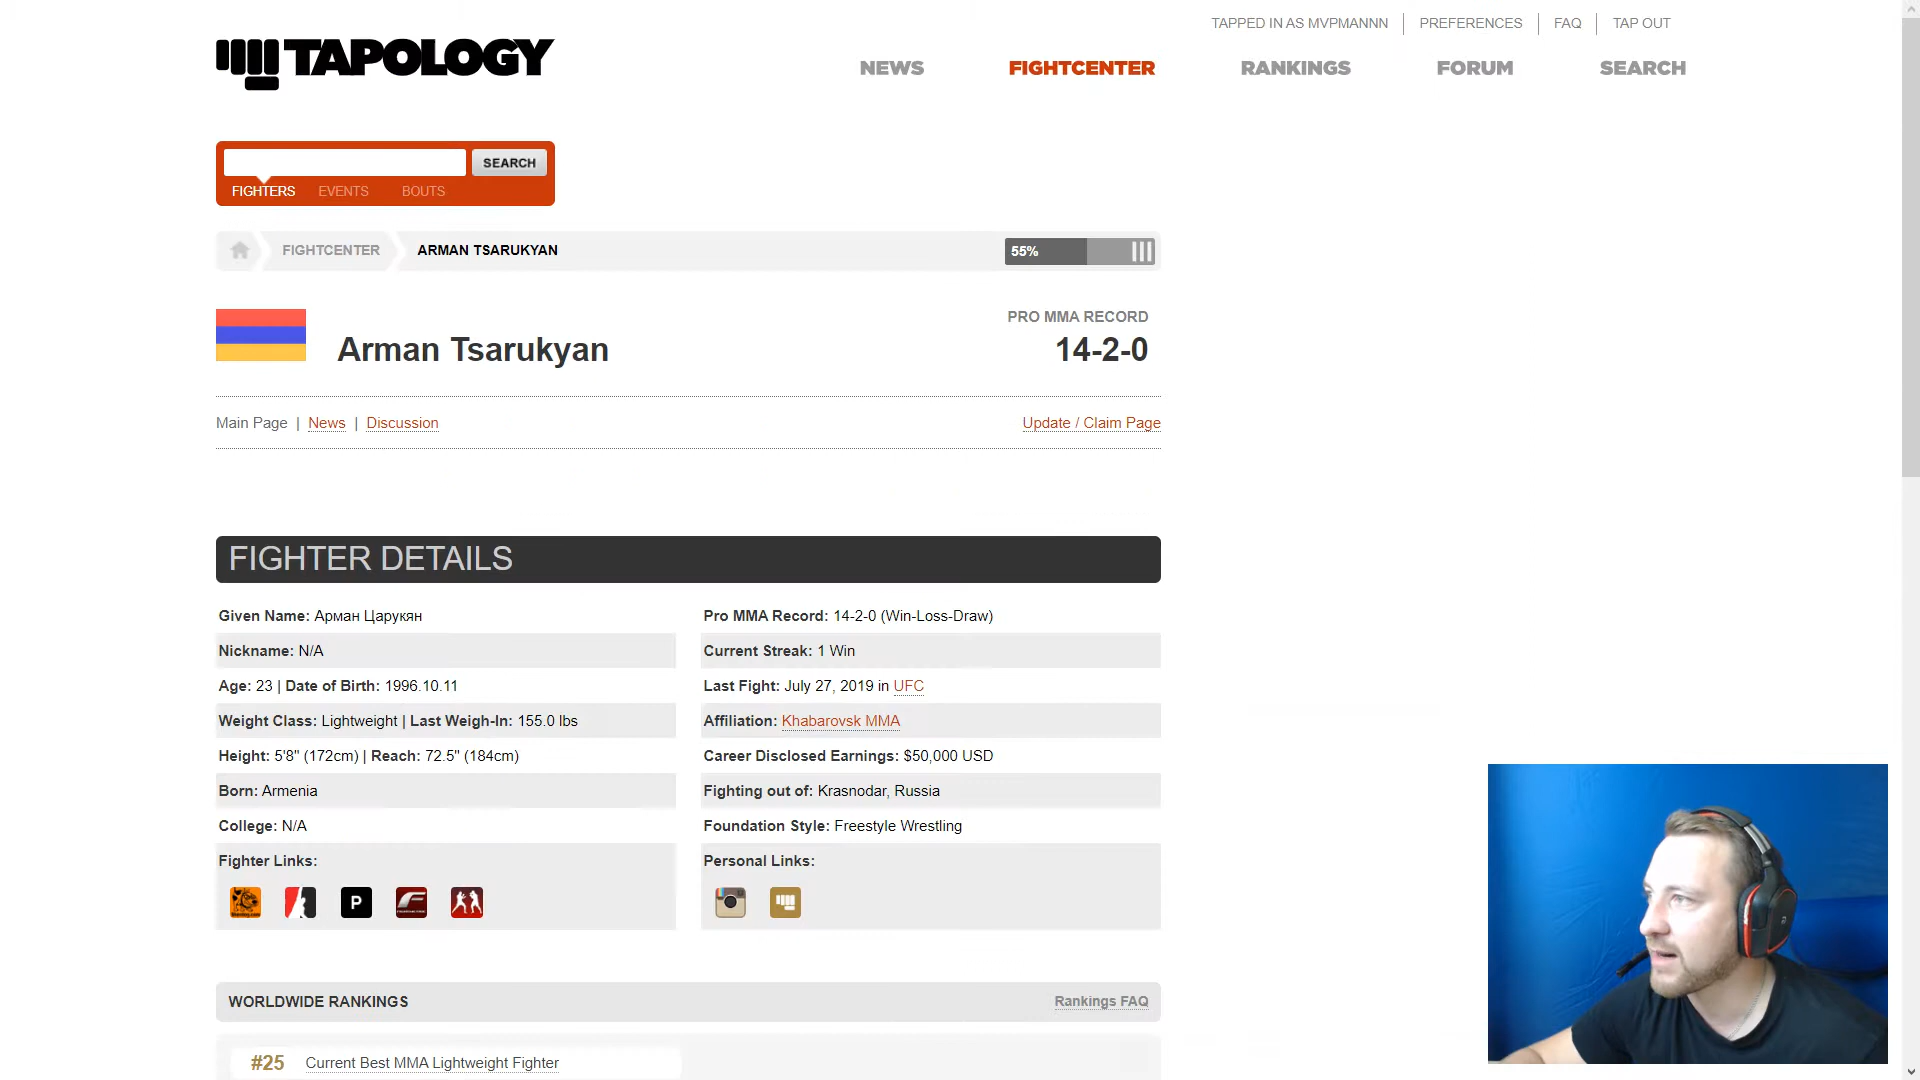 TAPPED IN AS MVPMANNN
PREFERENCES
FAQ
TAP OUT
TAPOLOGY
NEWS
FIGHTCENTER
RANKINGS
FORUM
SEARCH
SEARCH
FIGHTERS
EVENTS
BOUTS
FIGHTCENTER
ARMAN TSARUKYAN
55%
Arman Tsarukyan
PRO MMA RECORD
14-2-0
Main Page | News | Discussion
Update / Claim Page
FIGHTER DETAILS
Given Name: Арман Царукян
Nickname: N/A
Age: 23 | Date of Birth: 1996.10.11
Weight Class: Lightweight | Last Weigh-In: 155.0 lbs
Height: 5'8" (172cm) | Reach: 72.5" (184cm)
Born: Armenia
College: N/A
Fighter Links:
P
Pro MMA Record: 14-2-0 (Win-Loss-Draw)
Current Streak: 1 Win
Last Fight: July 27, 2019 in UFC
Affiliation: Khabarovsk MMA
Career Disclosed Earnings: $50,000 USD
Fighting out of: Krasnodar, Russia
Foundation Style: Freestyle Wrestling
Personal Links:
WORLDWIDE RANKINGS
Rankings FAQ
#25 Current Best MMA Lightweight Fighter